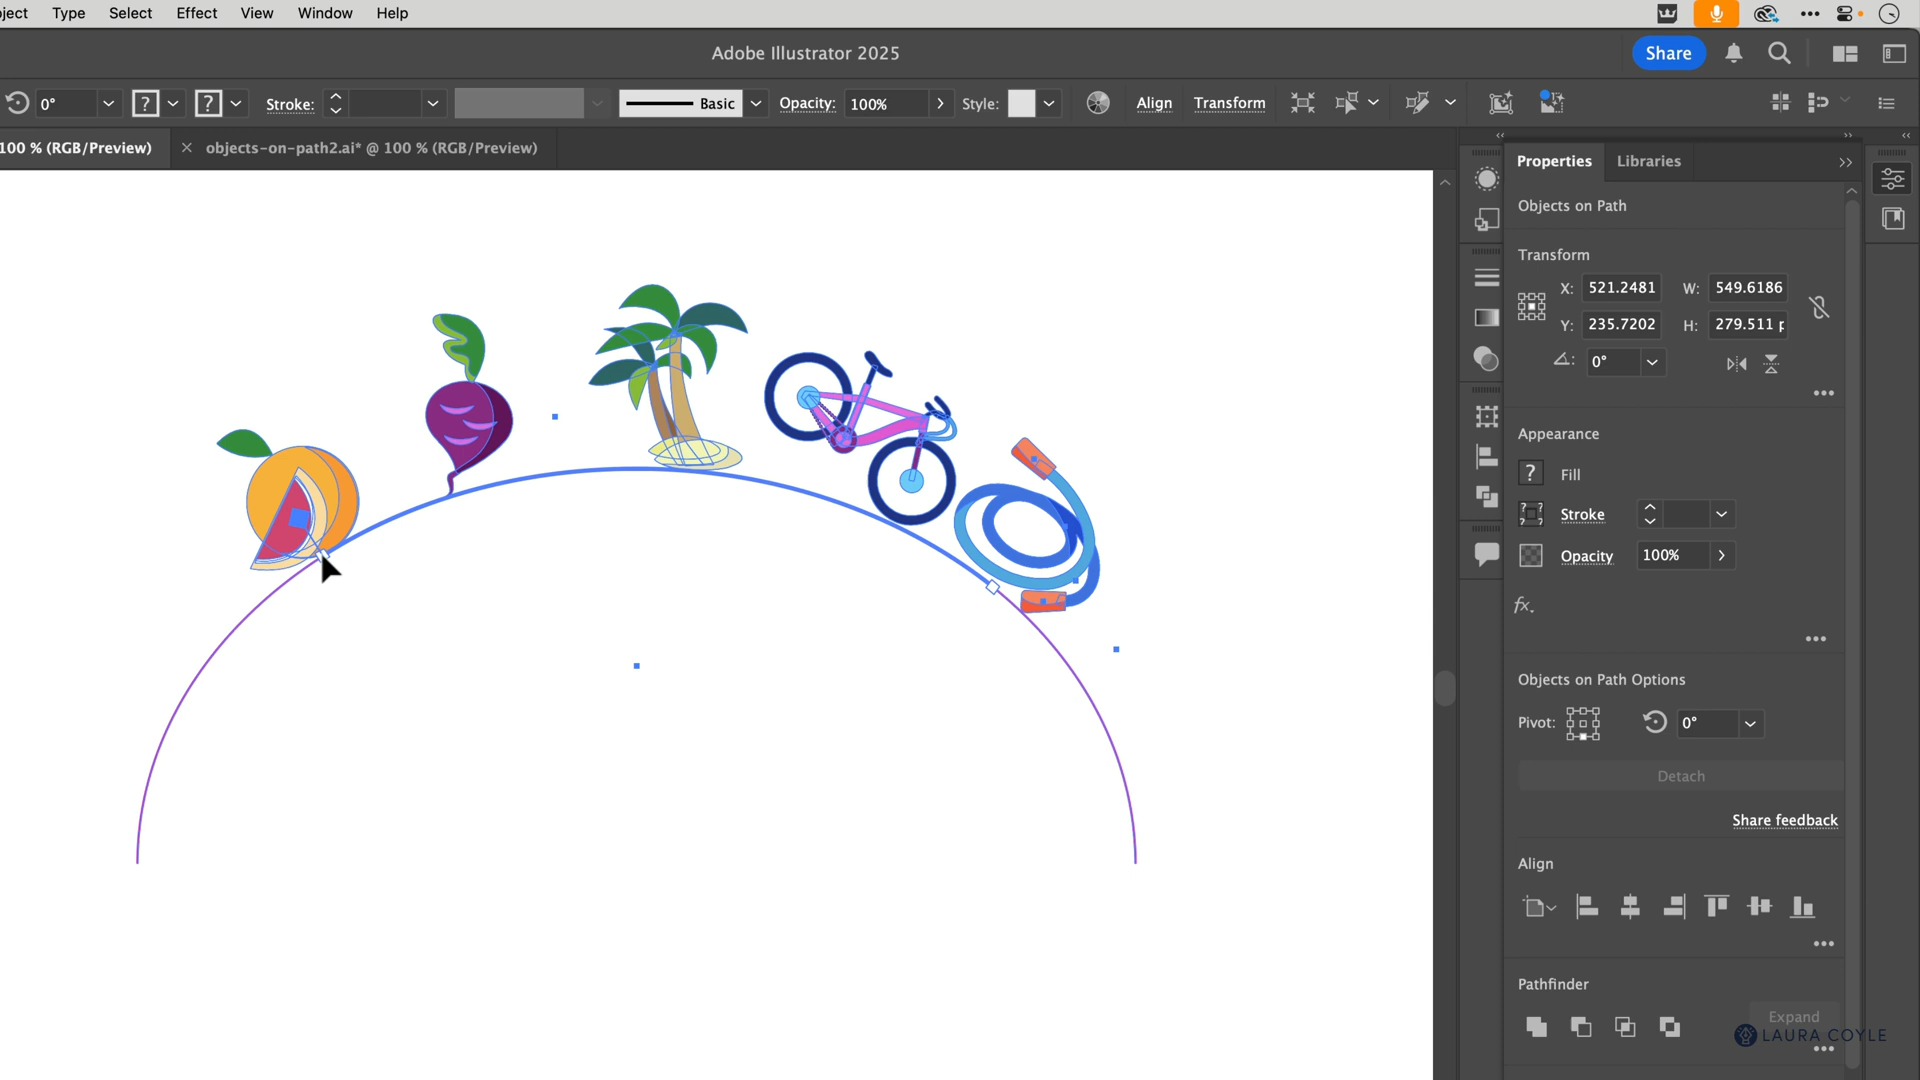 ject Type Select Effect View Window Help
Adobe Illustrator 2025
Share
0° ? ? Stroke: Basic Opacity: 100% Style: Align Transform
100 % (RGB/Preview) × objects-on-path2.ai* @ 100 % (RGB/Preview)
Properties Libraries
Objects on Path
Transform
X: 521.2481 W: 549.6186
Y: 235.7202 H: 279.511 p
0°
Appearance
? Fill
? ? Stroke
Opacity 100%
fx.
Objects on Path Options
Pivot: 0°
Detach
Share feedback
Align
Pathfinder
Expand
LAURA COYLE